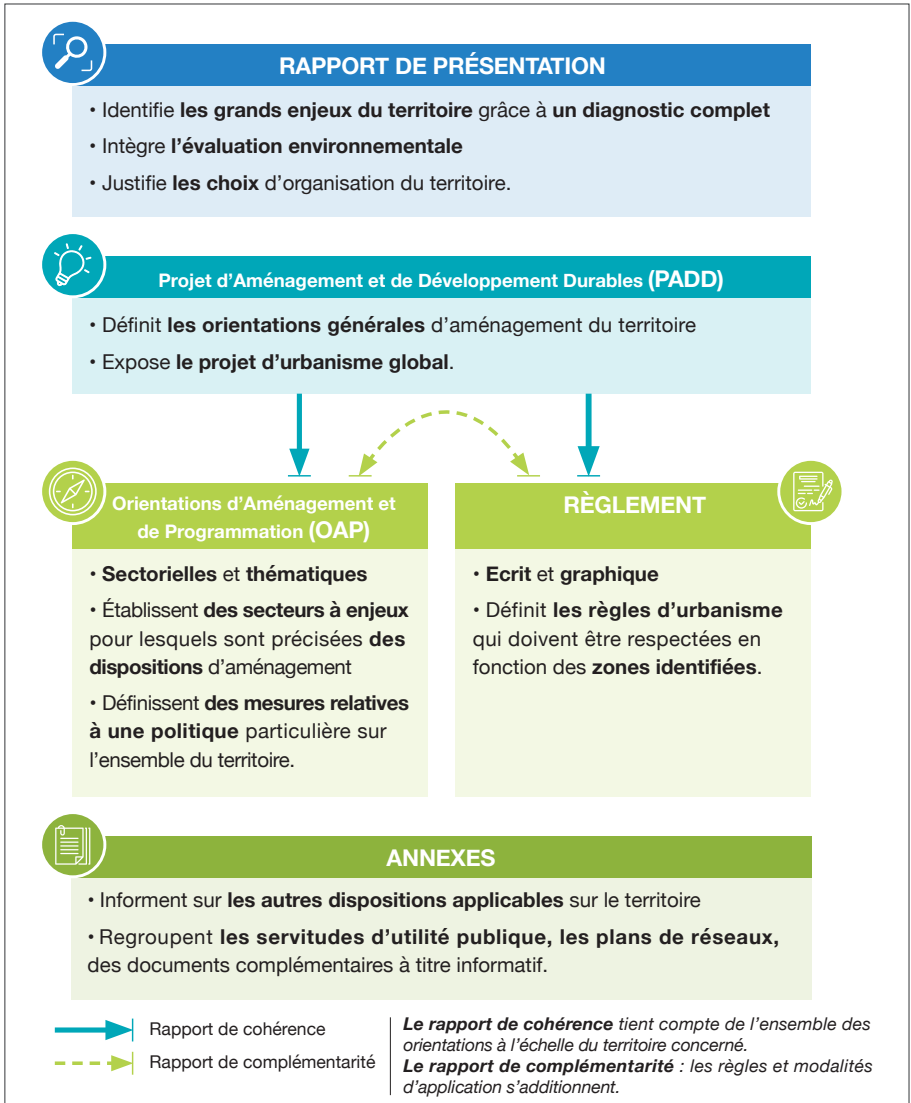 RAPPORT DE PRÉSENTATION
• Identifie les grands enjeux du territoire grâce à un diagnostic complet
• Intègre l'évaluation environnementale
• Justifie les choix d'organisation du territoire.
Projet d'Aménagement et de Développement Durables (PADD)
• Définit les orientations générales d'aménagement du territoire
• Expose le projet d'urbanisme global.
Orientations d'Aménagement et
de Programmation (OAP)
• Sectorielles et thématiques
• Établissent des secteurs à enjeux
pour lesquels sont précisées des
dispositions d'aménagement
• Définissent des mesures relatives
à une politique particulière sur
l'ensemble du territoire.
RÈGLEMENT
• Ecrit et graphique
• Définit les règles d'urbanisme
qui doivent être respectées en
fonction des zones identifiées.
ANNEXES
• Informent sur les autres dispositions applicables sur le territoire
• Regroupent les servitudes d'utilité publique, les plans de réseaux,
des documents complémentaires à titre informatif.
Rapport de cohérence
Rapport de complémentarité
Le rapport de cohérence tient compte de l'ensemble des
orientations à l'échelle du territoire concerné.
Le rapport de complémentarité : les règles et modalités
d'application s'additionnent.